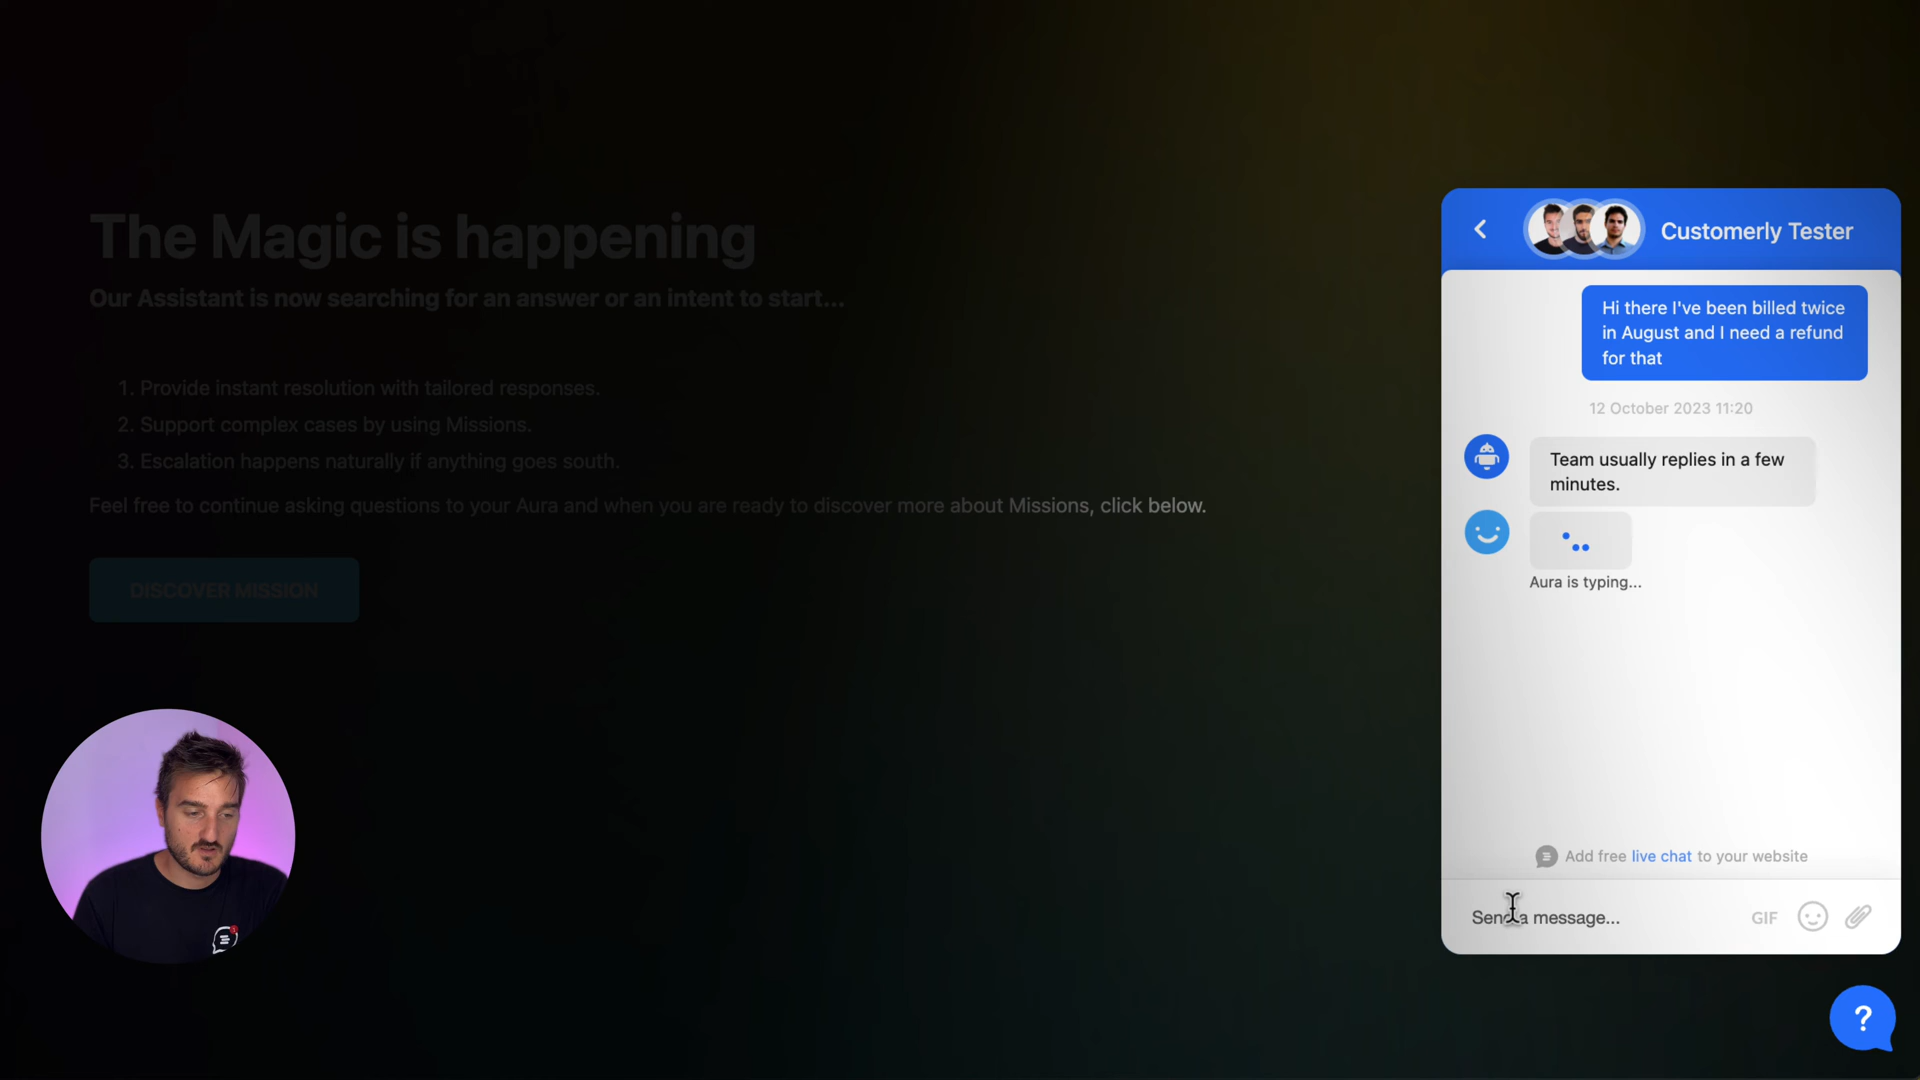 The Magic is happening
Our Assistant is now searching for an answer or an intent to start...
1. Provide instant resolution with tailored responses.
2. Support complex cases by using Missions.
3. Escalation happens naturally if anything goes south.
Feel free to continue asking questions to your Aura and when you are ready to discover more about Missions, click below.
DISCOVER MISSION
Customerly Tester
Hi there I've been billed twice
in August and I need a refund
for that
12 October 2023 11:20
Team usually replies in a few
minutes.
Aura is typing...
Add free live chat to your website
Send a message...
GIF
?